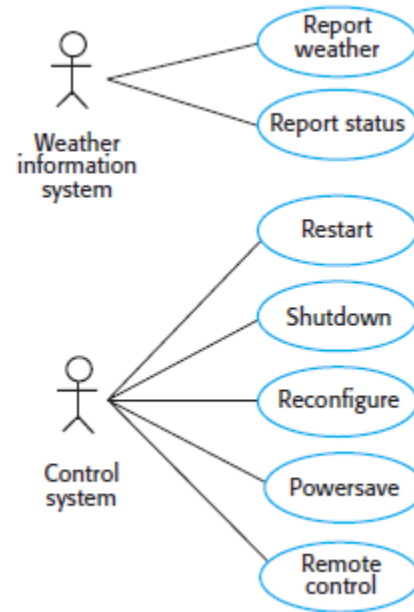 Report
weather
Report status
Weather
information
system
Restart
Shutdown
Reconfigure
Control
system
Powersave
Remote
control